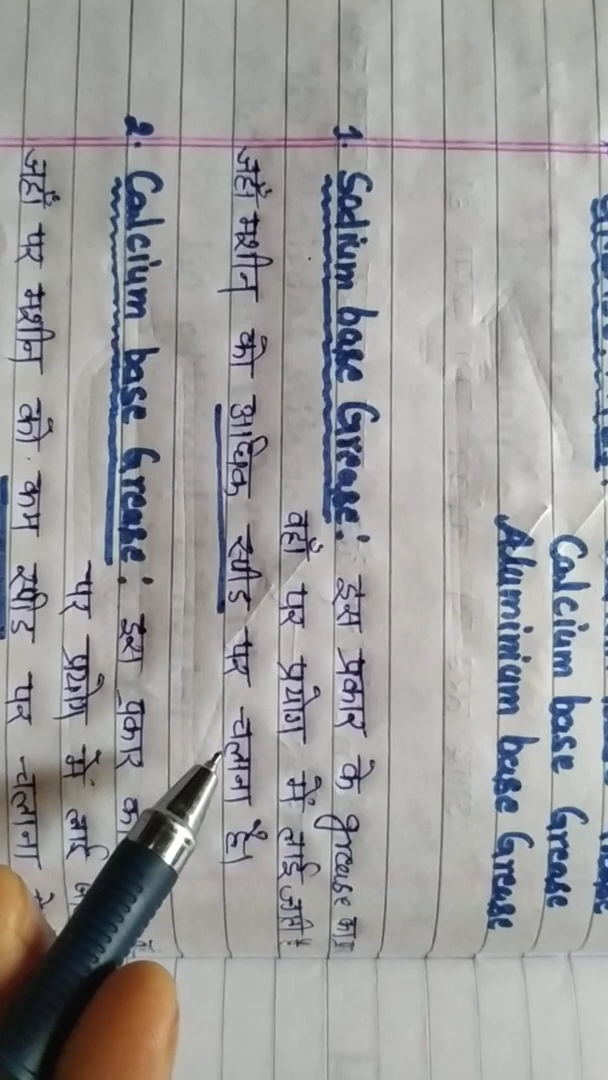 Calcium base Grease
Aluminium base Grease
1. Sodium base Grease: इस प्रकार के grease का
वहाँ पर प्रयोग में लाई जाती है
जहाँ मशीन को अधिक स्पीड पर चलाना है।
2. Calcium base Grease: इस प्रकार क
पर प्रयोग में लाई
जहाँ पर मशीन को कम स्पीड पर चलाना